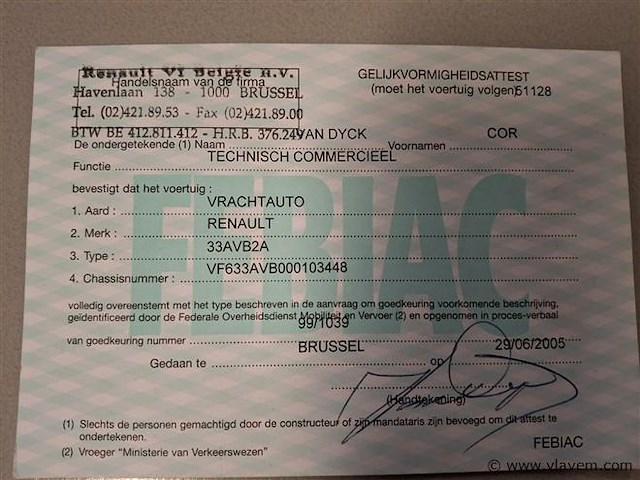 Renault VI België N.V.
Handelsnaam van de firma
GELIJKVORMIGHEIDSATTEST
Havenlaan 138 - 1000 BRUSSEL
(moet het voertuig volgen)51128
Tel. (02)421.89.53 - Fax (02)421.89.00
BTW BE 412.811.412 - H.R.B. 376.249
De ondergetekende (1) Naam VAN DYCK Voornamen COR
Functie TECHNISCH COMMERCIEEL
bevestigt dat het voertuig :
1. Aard : VRACHTAUTO
2. Merk : RENAULT
3. Type : 33AVB2A
4. Chassisnummer : VF633AVB000103448
FEBIAC
volledig overeenstemt met het type beschreven in de aanvraag om goedkeuring voorkomende beschrijving,
geïdentificeerd door de Federale Overheidsdienst Mobiliteit en Vervoer (2) en opgenomen in proces-verbaal
van goedkeuring nummer 99/1039
Gedaan te BRUSSEL op 29/06/2005
(Handtekening)
(1) Slechts de personen gemachtigd door de constructeur of zijn mandataris zijn bevoegd om dit attest te
ondertekenen.
(2) Vroeger "Ministerie van Verkeerswezen"
FEBIAC
© www.vlavem.com